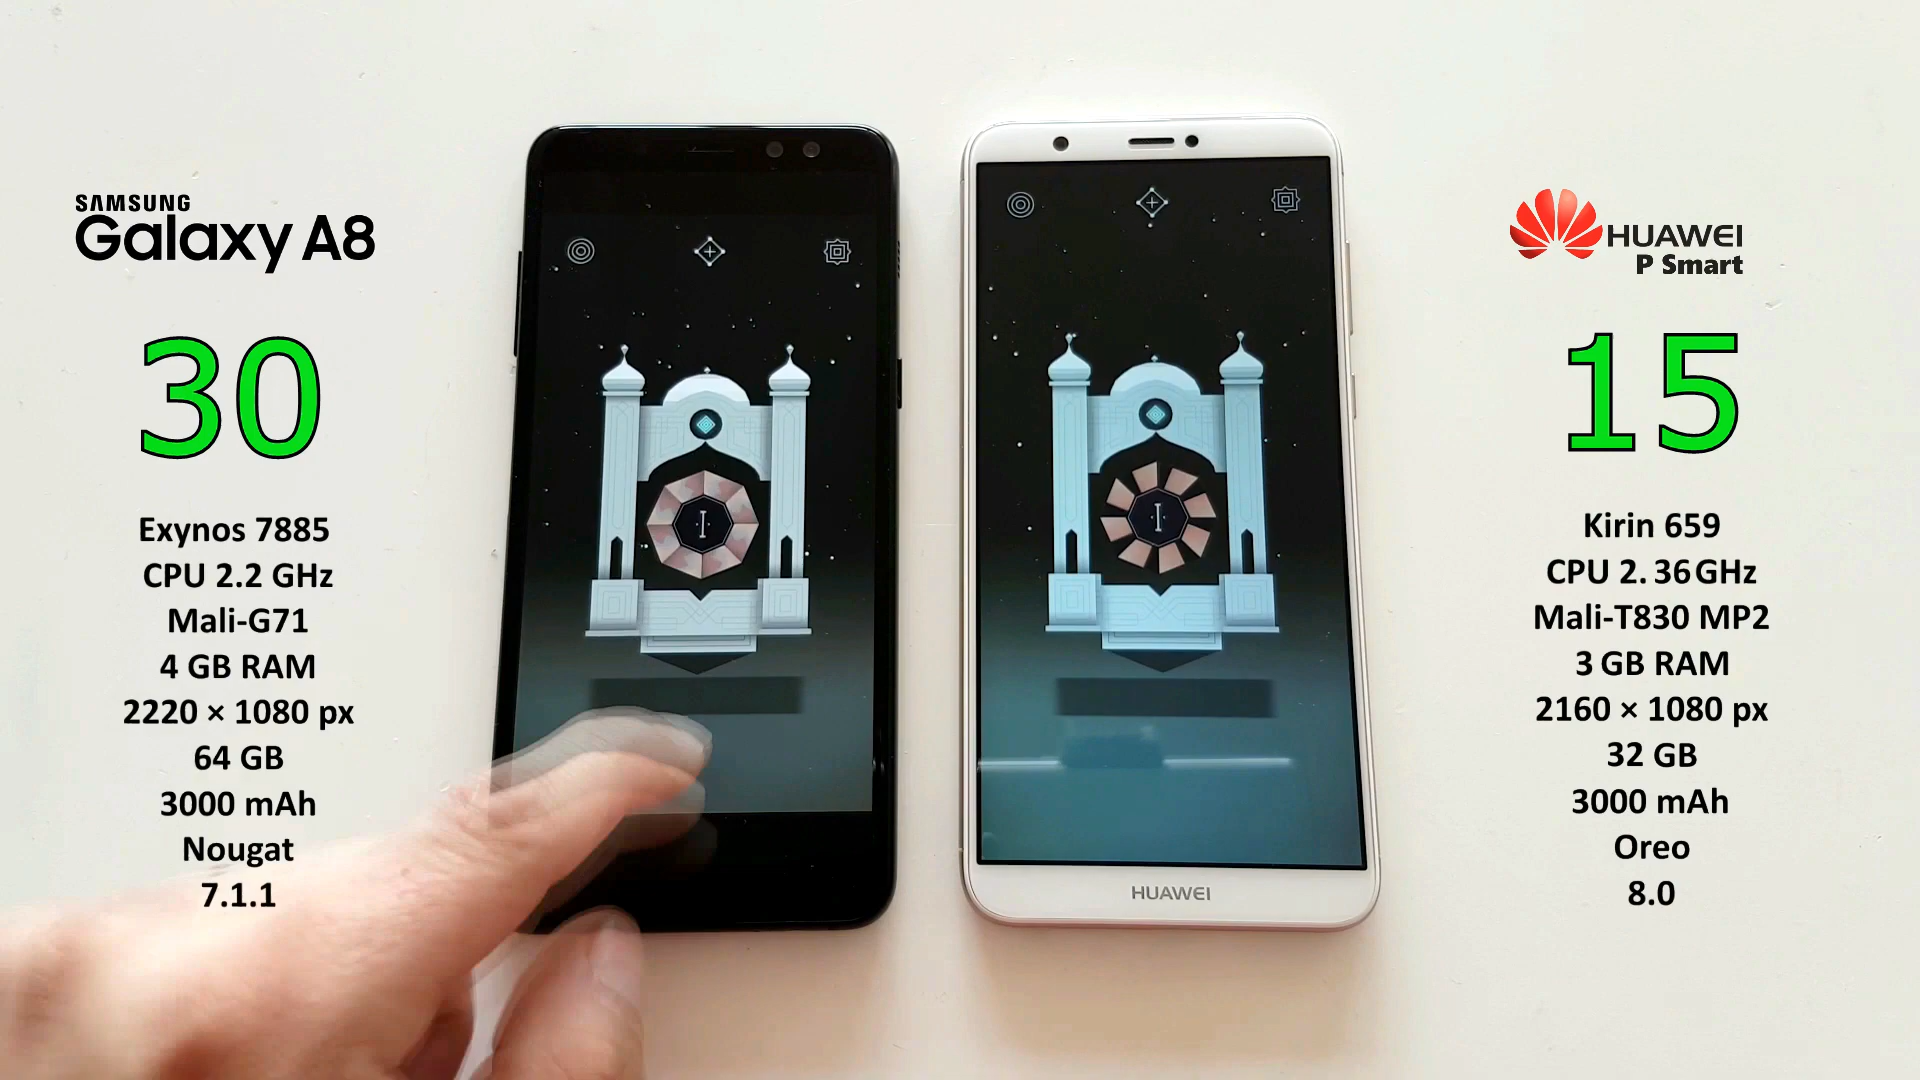 SAMSUNG
Galaxy A8
30
Exynos 7885
CPU 2.2 GHz
Mali-G71
4 GB RAM
2220 × 1080 px
64 GB
3000 mAh
Nougat
7.1.1
I
I
HUAWEI
HUAWEI
P Smart
15
Kirin 659
CPU 2.36GHz
Mali-T830 MP2
3 GB RAM
2160 × 1080 px
32 GB
3000 mAh
Oreo
8.0